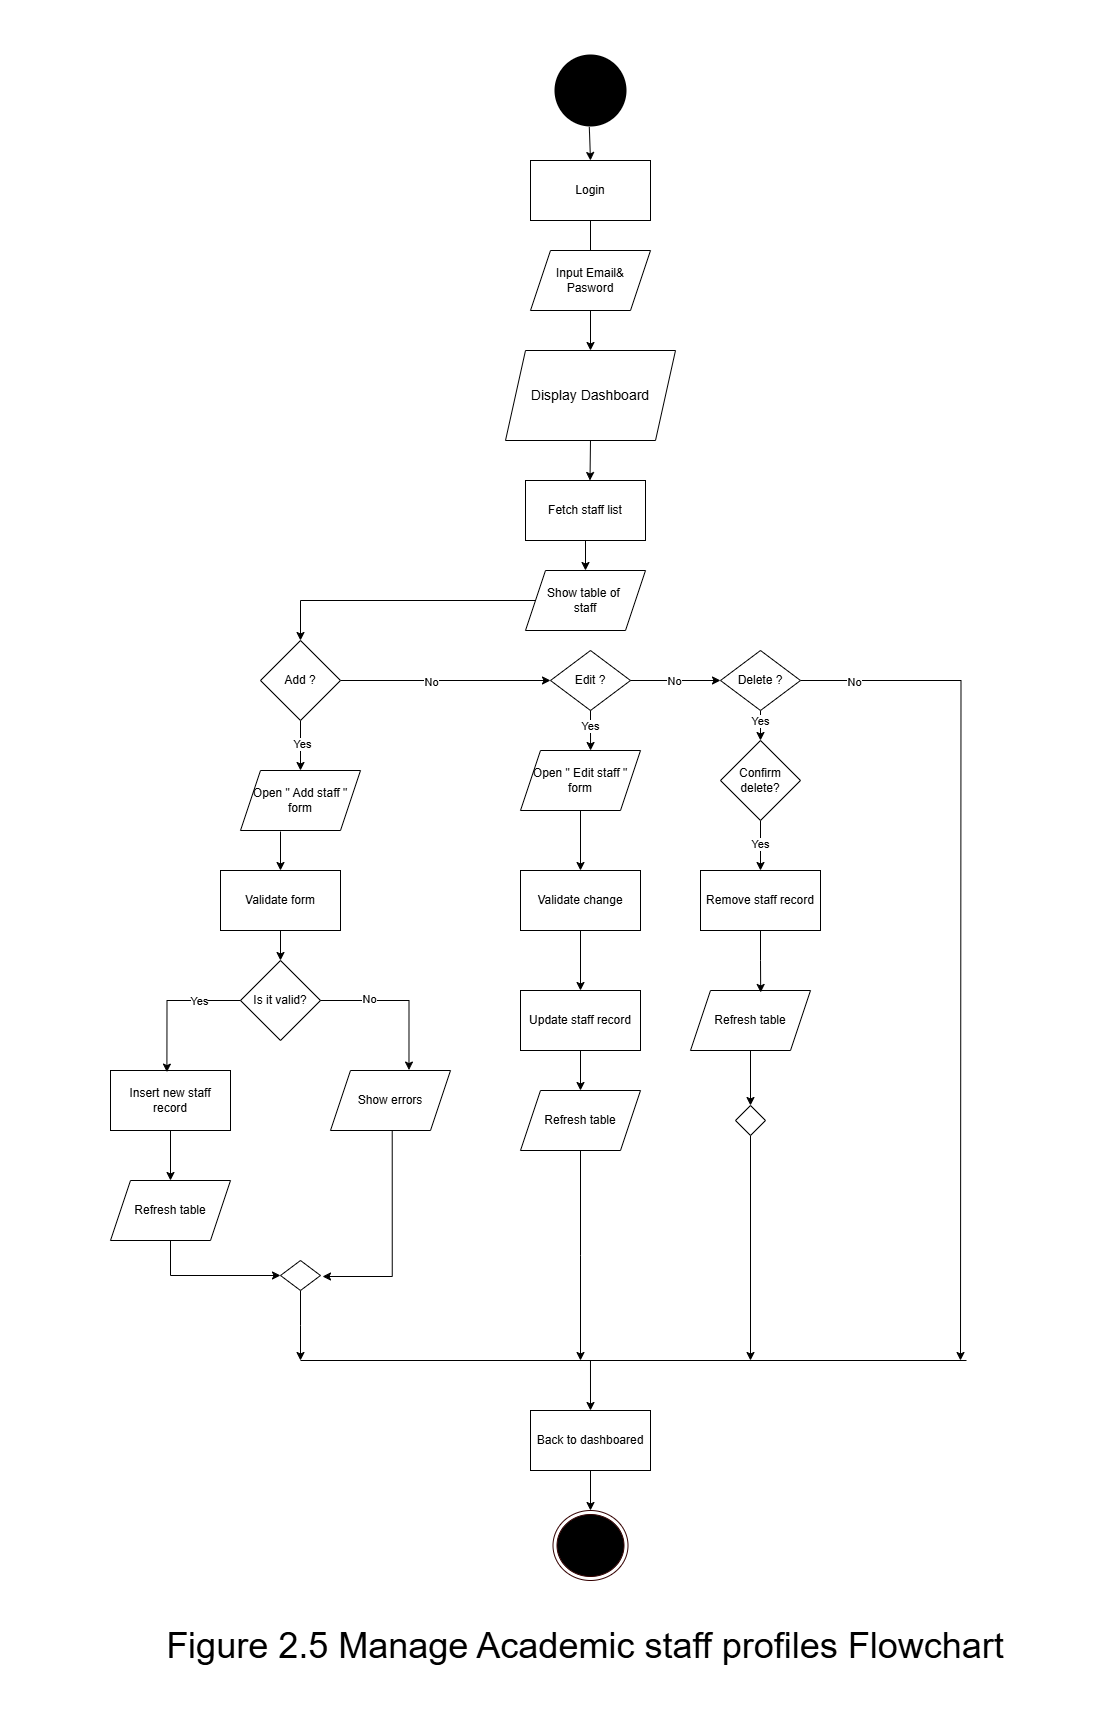 Login
Input Email&
Pasword
Display Dashboard
Fetch staff list
Show table of
staff
Add ?
No
Edit ?
No
Delete ?
No
Yes
Yes
Yes
Open " Add staff "
form
Open " Edit staff "
form
Confirm
delete?
Yes
Validate form
Validate change
Remove staff record
Yes
Is it valid?
No
Update staff record
Refresh table
Insert new staff
record
Show errors
Refresh table
Refresh table
Back to dashboared
Figure 2.5 Manage Academic staff profiles Flowchart